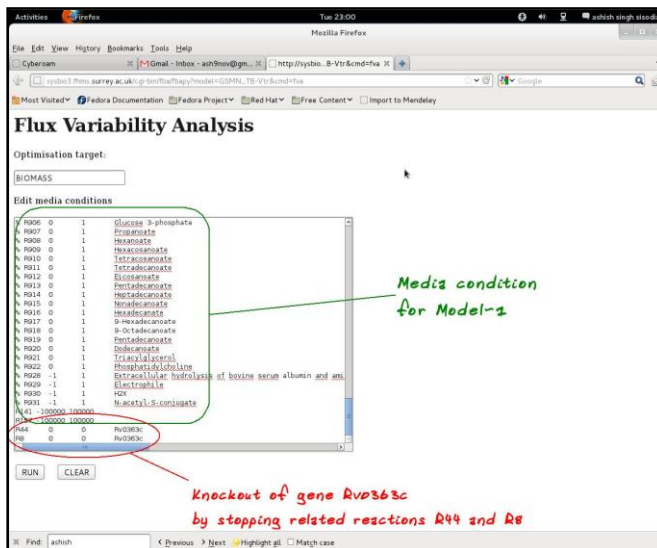 Activities Firefox Tue 23:00 ashish singh sisodia
Mozilla Firefox
File Edit View History Bookmarks Tools Help
Cyberoam Gmail - Inbox - ash9nov@gm... http://sysbio...B-Vtr&cmd=fva
sysbio3.fhms.surrey.ac.uk/cgi-bin/fba/fbapy?model=GSMN_TB-Vtr&cmd=fva Google
Most Visited Fedora Documentation Fedora Project Red Hat Free Content Import to Mendeley
Flux Variability Analysis
Optimisation target:
BIOMASS
Edit media conditions
% R906 0 1 Glucose 3-phosphate
% R907 0 1 Propanoate
% R908 0 1 Hexanoate
% R909 0 1 Hexacosanoate
% R910 0 1 Tetracosanoate
% R911 0 1 Tetradecanoate
% R912 0 1 Eicosanoate
% R913 0 1 Pentadecanoate
% R914 0 1 Heptadecanoate
% R915 0 1 Nonadecanoate
% R916 0 1 Hexadecanate
% R917 0 1 9-Hexadecanoate
% R918 0 1 9-Octadecanoate
% R919 0 1 Pentadecanoate
% R920 0 1 Dodecanoate
% R921 0 1 Triacylglycerol
% R922 0 1 Phosphatidylcholine
% R928 -1 1 Extracellular hydrolysis of bovine serum albumin and
% R929 -1 1 Electrophile
% R930 -1 1 H2X
% R931 -1 1 N-acetyl-S-conjugate
R141 -100000 100000
-100000 100000
R44 0 0 Rv0363c
R8 0 0 Rv0363c
Media condition
for Model-1
RUN CLEAR
Knockout of gene Rv0363c
by stopping related reactions R44 and R8
Find: ashish Previous Next Highlight all Match case